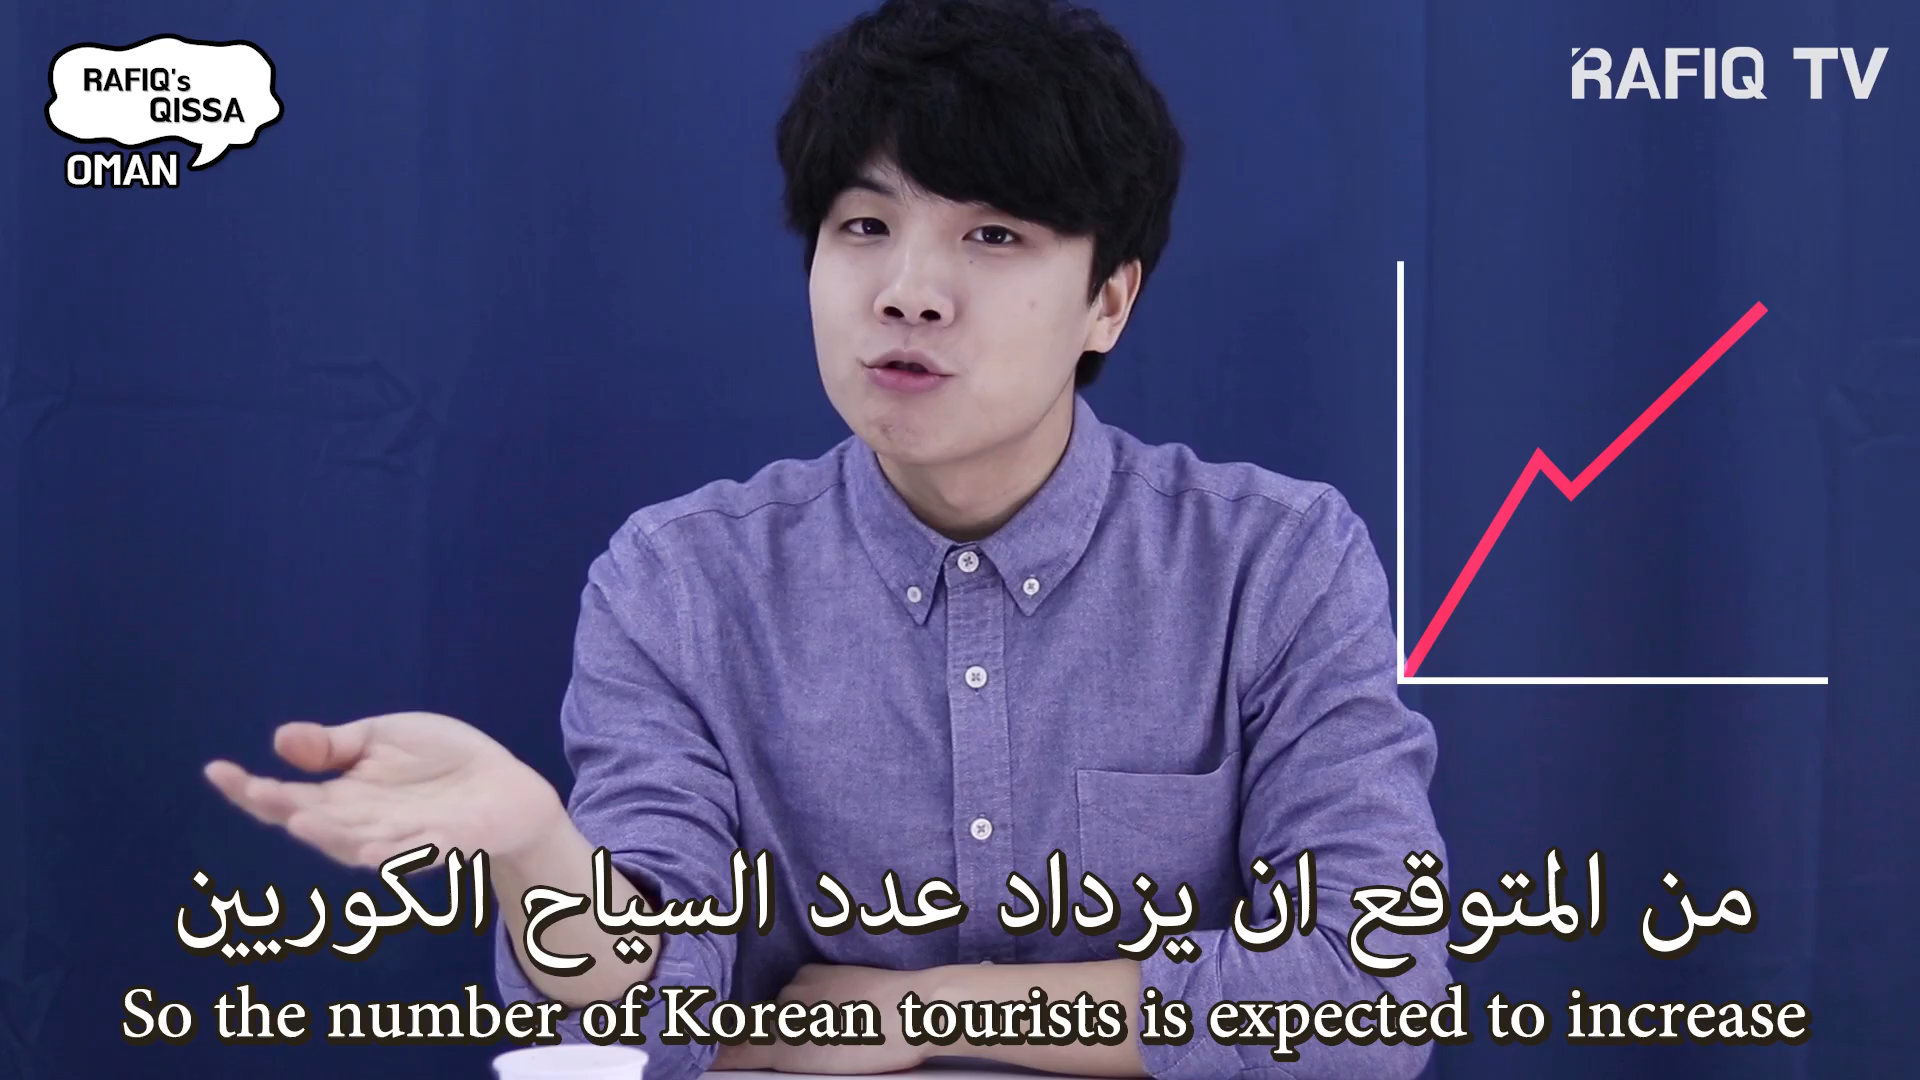 RAFIQ's
QISSA
OMAN
RAFIQ TV
من المتوقع ان يزداد عدد السياح الكوريين
So the number of Korean tourists is expected to increase